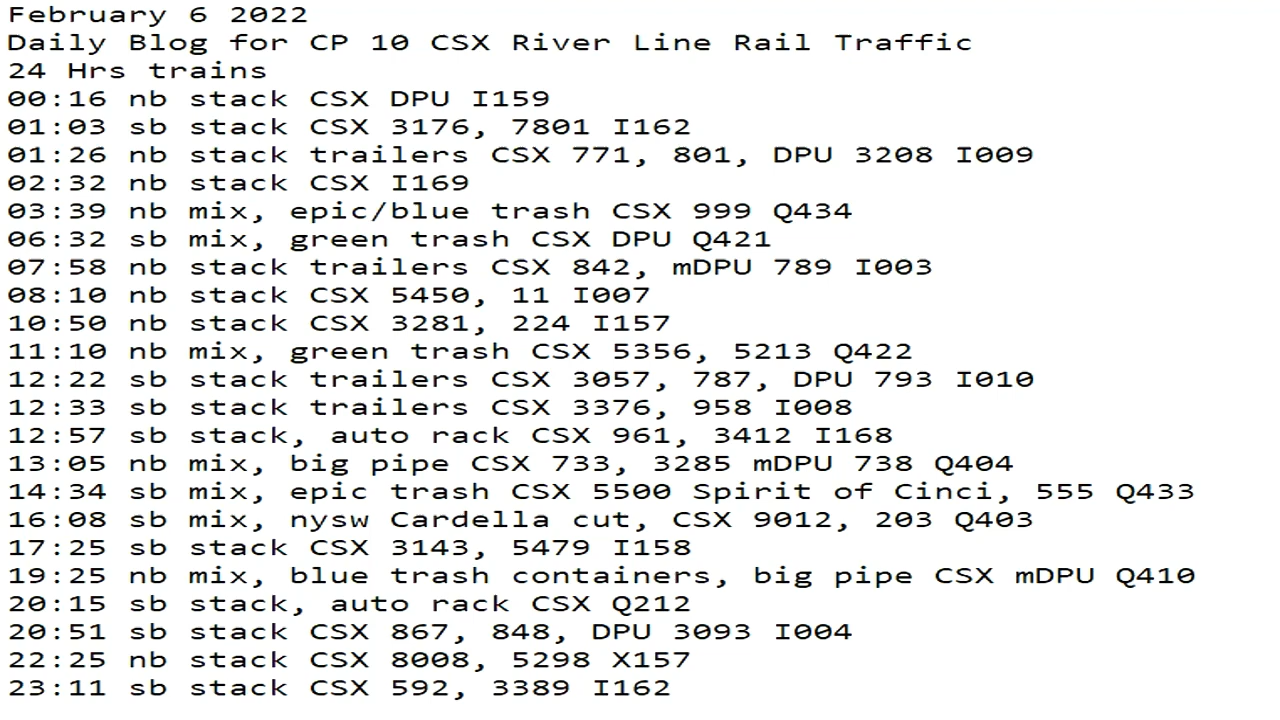 February 6 2022
Daily Blog for CP 10 CSX River Line Rail Traffic
24 Hrs trains
00:16 nb stack CSX DPU I159
01:03 sb stack CSX 3176, 7801 I162
01:26 nb stack trailers CSX 771, 801, DPU 3208 I009
02:32 nb stack CSX I169
03:39 nb mix, epic/blue trash CSX 999 Q434
06:32 sb mix, green trash CSX DPU Q421
07:58 nb stack trailers CSX 842, mDPU 789 I003
08:10 nb stack CSX 5450, 11 I007
10:50 nb stack CSX 3281, 224 I157
11:10 nb mix, green trash CSX 5356, 5213 Q422
12:22 sb stack trailers CSX 3057, 787, DPU 793 I010
12:33 sb stack trailers CSX 3376, 958 I008
12:57 sb stack, auto rack CSX 961, 3412 I168
13:05 nb mix, big pipe CSX 733, 3285 mDPU 738 Q404
14:34 sb mix, epic trash CSX 5500 Spirit of Cinci, 555 Q433
16:08 sb mix, nysw Cardella cut, CSX 9012, 203 Q403
17:25 sb stack CSX 3143, 5479 I158
19:25 nb mix, blue trash containers, big pipe CSX mDPU Q410
20:15 sb stack, auto rack CSX Q212
20:51 sb stack CSX 867, 848, DPU 3093 I004
22:25 nb stack CSX 8008, 5298 X157
23:11 sb stack CSX 592, 3389 I162